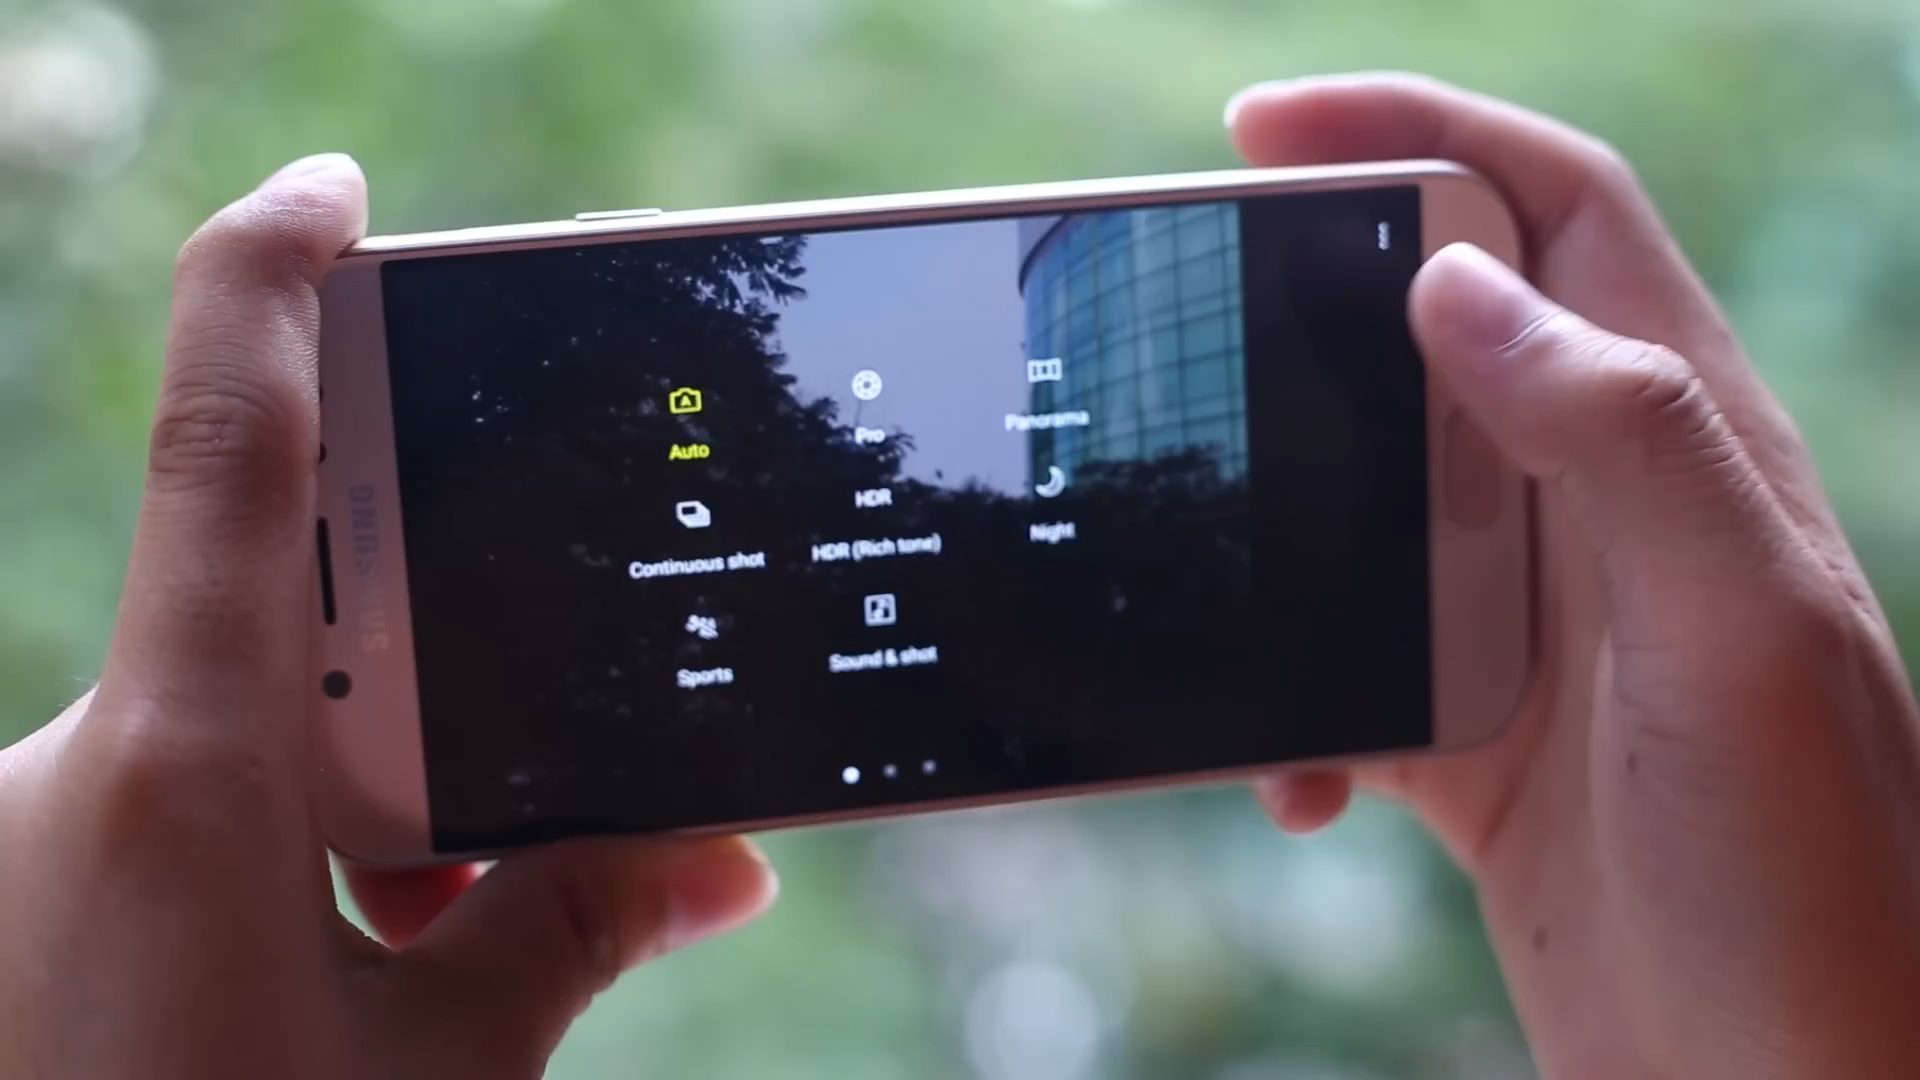 SAMSUNG
Auto
Pro
Panorama
Continuous shot
HDR
HDR (Rich tone)
Night
Sports
Sound & shot